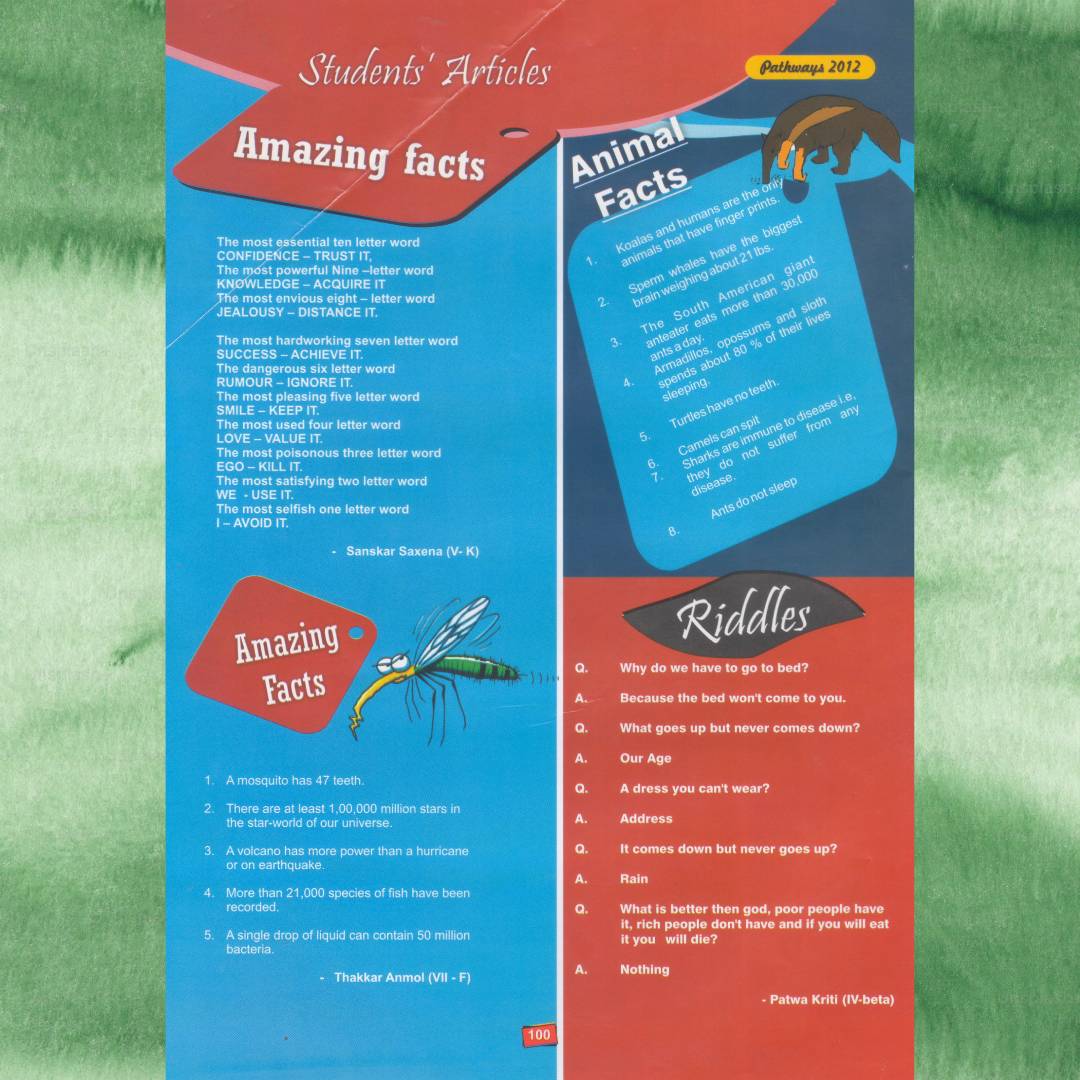 Students' Articles
Pathways 2012
Amazing facts
The most essential ten letter word
CONFIDENCE – TRUST IT,
The most powerful Nine –letter word
KNOWLEDGE – ACQUIRE IT
The most envious eight – letter word
JEALOUSY – DISTANCE IT.
The most hardworking seven letter word
SUCCESS – ACHIEVE IT.
The dangerous six letter word
RUMOUR – IGNORE IT.
The most pleasing five letter word
SMILE – KEEP IT.
The most used four letter word
LOVE – VALUE IT.
The most poisonous three letter word
EGO – KILL IT.
The most satisfying two letter word
WE - USE IT.
The most selfish one letter word
I – AVOID IT.
- Sanskar Saxena (V- K)
Amazing
Facts
1. A mosquito has 47 teeth.
2. There are at least 1,00,000 million stars in
the star-world of our universe.
3. A volcano has more power than a hurricane
or on earthquake.
4. More than 21,000 species of fish have been
recorded.
5. A single drop of liquid can contain 50 million
bacteria.
- Thakkar Anmol (VII - F)
Animal
Facts
1. Koalas and humans are the only
animals that have finger prints.
2. Sperm whales have the biggest
brain weighing about 21 lbs.
3. The South American giant
anteater eats more than 30,000
ants a day.
4. Armadillos, opossums and sloth
spends about 80 % of their lives
sleeping.
5. Turtles have no teeth.
6. Camels can spit
7. Sharks are immune to disease i.e,
they do not suffer from any
disease.
8. Ants do not sleep
Riddles
Q. Why do we have to go to bed?
A. Because the bed won't come to you.
Q. What goes up but never comes down?
A. Our Age
Q. A dress you can't wear?
A. Address
Q. It comes down but never goes up?
A. Rain
Q. What is better then god, poor people have
it, rich people don't have and if you will eat
it you will die?
A. Nothing
- Patwa Kriti (IV-beta)
100